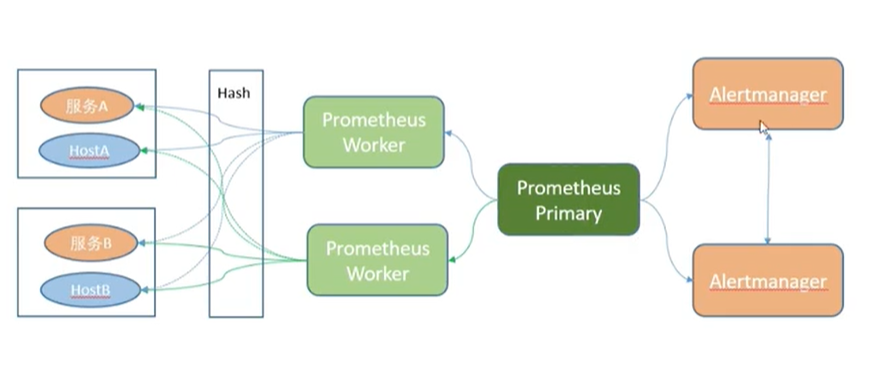 服务A
HostA
服务B
HostB
Hash
Prometheus
Worker
Prometheus
Worker
Prometheus
Primary
Alertmanager
Alertmanager